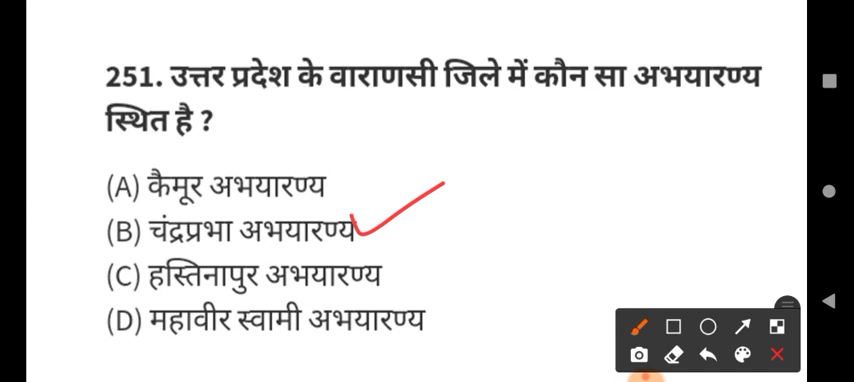 251. उत्तर प्रदेश के वाराणसी जिले में कौन सा अभयारण्य
स्थित है ?
(A) कैमूर अभयारण्य
(B) चंद्रप्रभा अभयारण्य
(C) हस्तिनापुर अभयारण्य
(D) महावीर स्वामी अभयारण्य